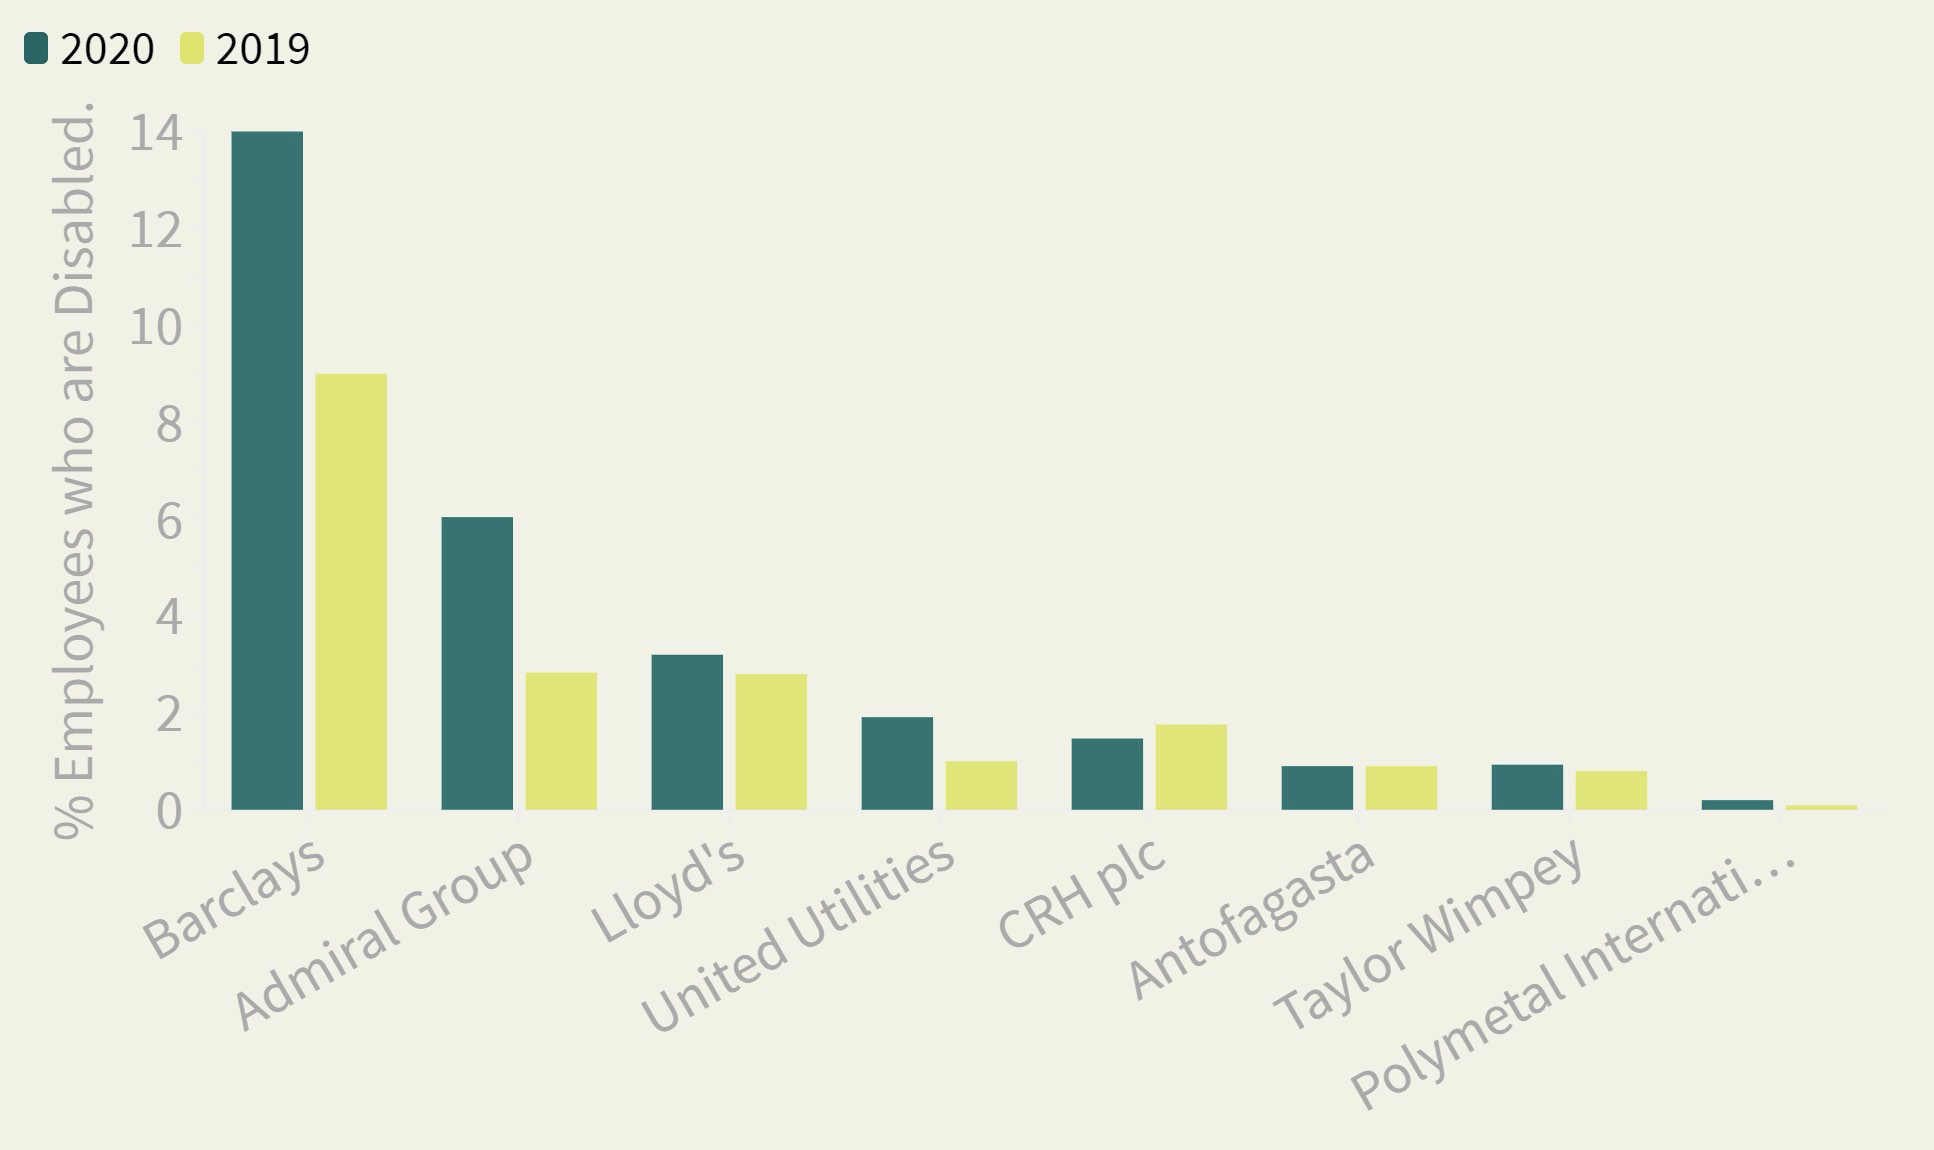 2020 2019
% Employees who are Disabled.
14
12
10
8
6
4
2
0
Barclays
Admiral Group
Lloyd's
United Utilities
CRH plc
Antofagasta
Taylor Wimpey
Polymetal Internati...